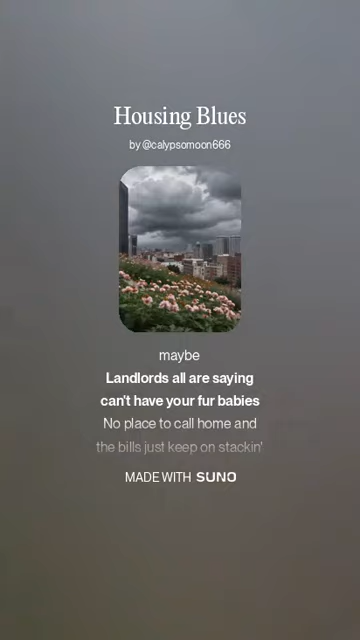 Housing Blues
by @calypsomoon666
maybe
Landlords all are saying
can't have your fur babies
No place to call home and
the bills just keep on stackin'
MADE WITH SUNO